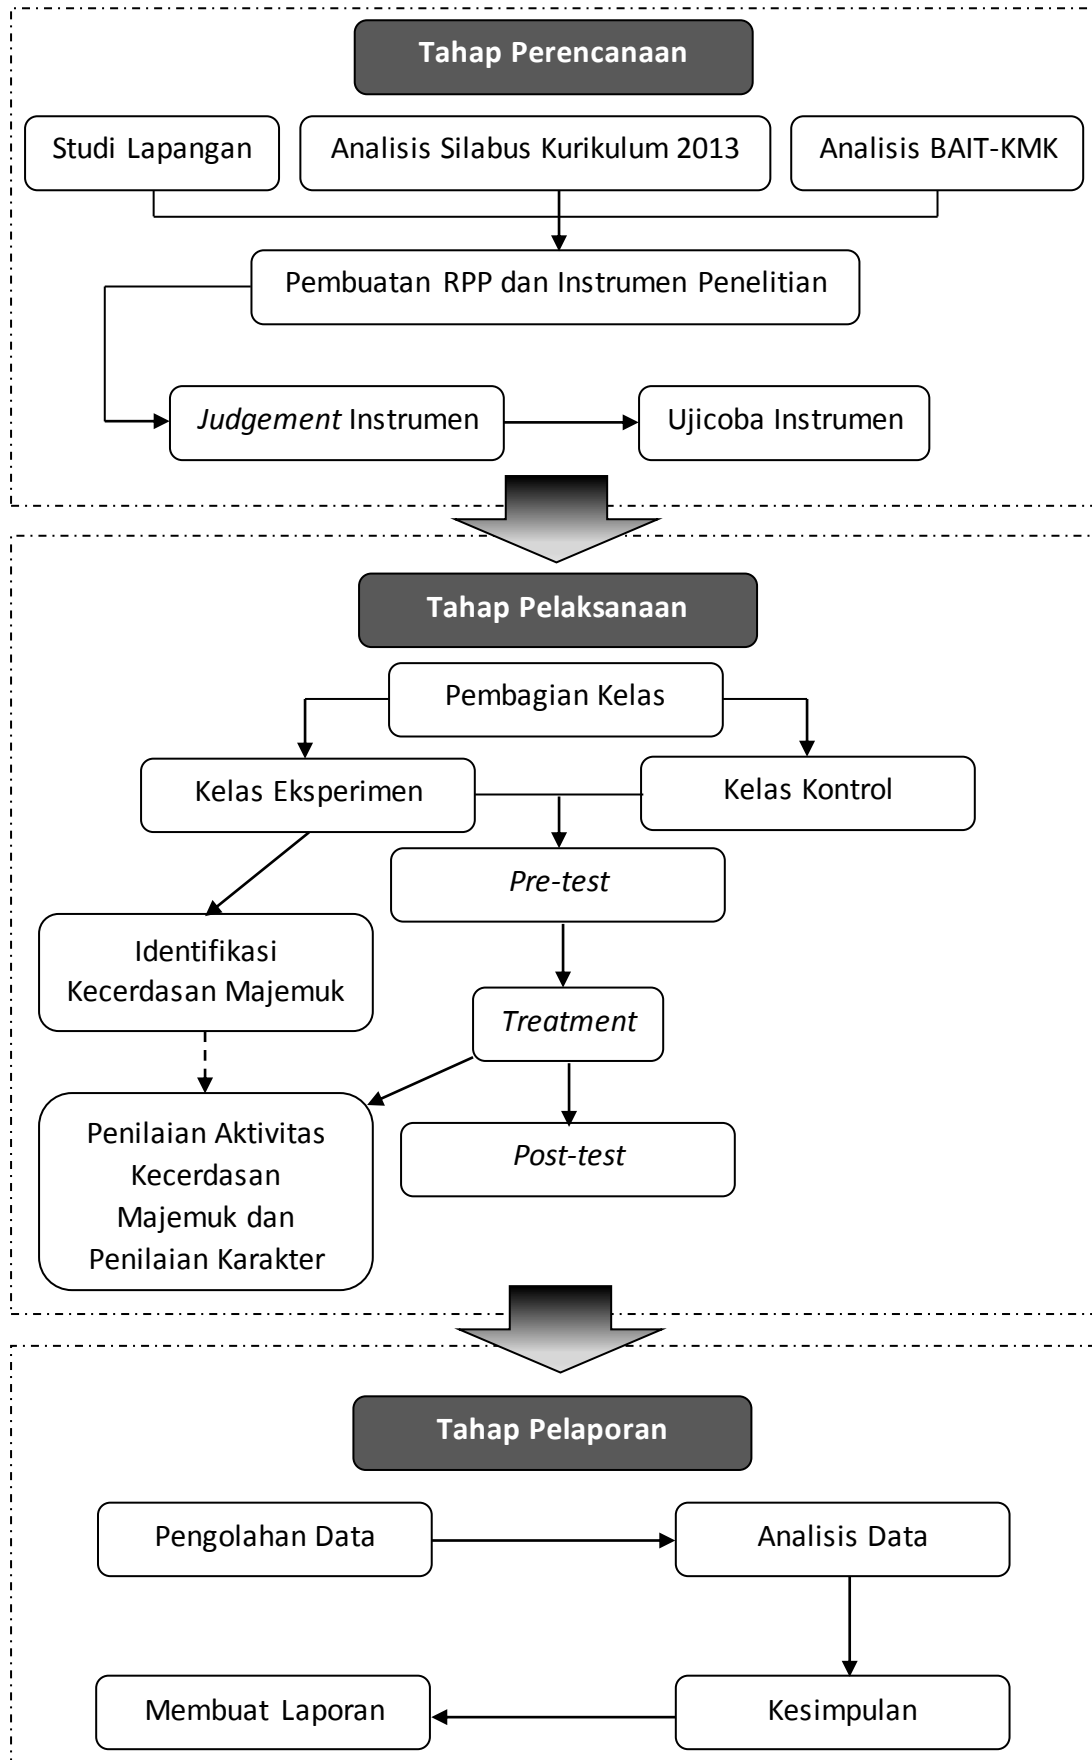 Tahap Perencanaan
Studi Lapangan
Analisis Silabus Kurikulum 2013
Analisis BAIT-KMK
Pembuatan RPP dan Instrumen Penelitian
Judgement Instrumen
Ujicoba Instrumen
Tahap Pelaksanaan
Pembagian Kelas
Kelas Eksperimen
Kelas Kontrol
Pre-test
Identifikasi
Kecerdasan Majemuk
Treatment
Penilaian Aktivitas
Kecerdasan
Majemuk dan
Penilaian Karakter
Post-test
Tahap Pelaporan
Pengolahan Data
Analisis Data
Membuat Laporan
Kesimpulan